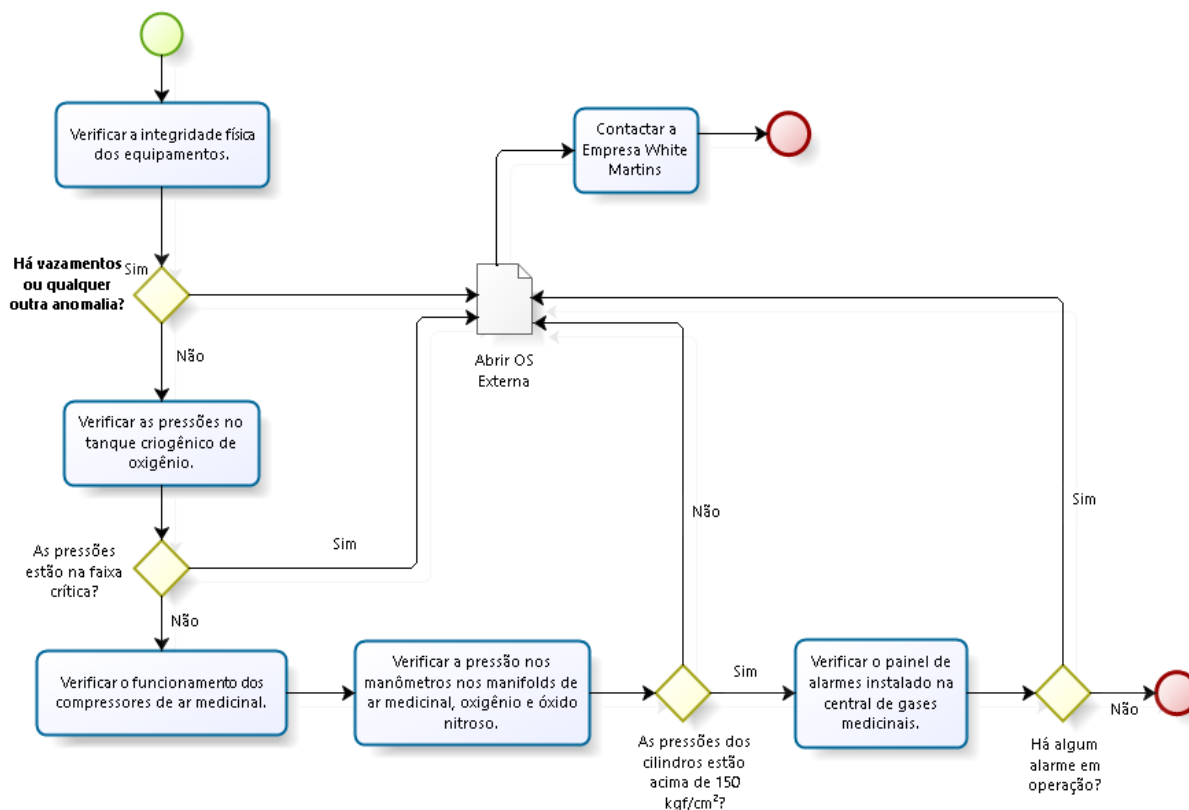 Verificar a integridade física
dos equipamentos.
Contactar a
Empresa White
Martins
Há vazamentos
ou qualquer
outra anomalia?
Sim
Não
Abrir OS
Externa
Verificar as pressões no
tanque criogênico de
oxigênio.
As pressões
estão na faixa
crítica?
Sim
Não
Não
Sim
Verificar o funcionamento dos
compressores de ar medicinal.
Verificar a pressão nos
manômetros nos manifolds de
ar medicinal, oxigênio e óxido
nitroso.
As pressões dos
cilindros estão
acima de 150
kgf/cm²?
Sim
Verificar o painel de
alarmes instalado na
central de gases
medicinais.
Há algum
alarme em
operação?
Não